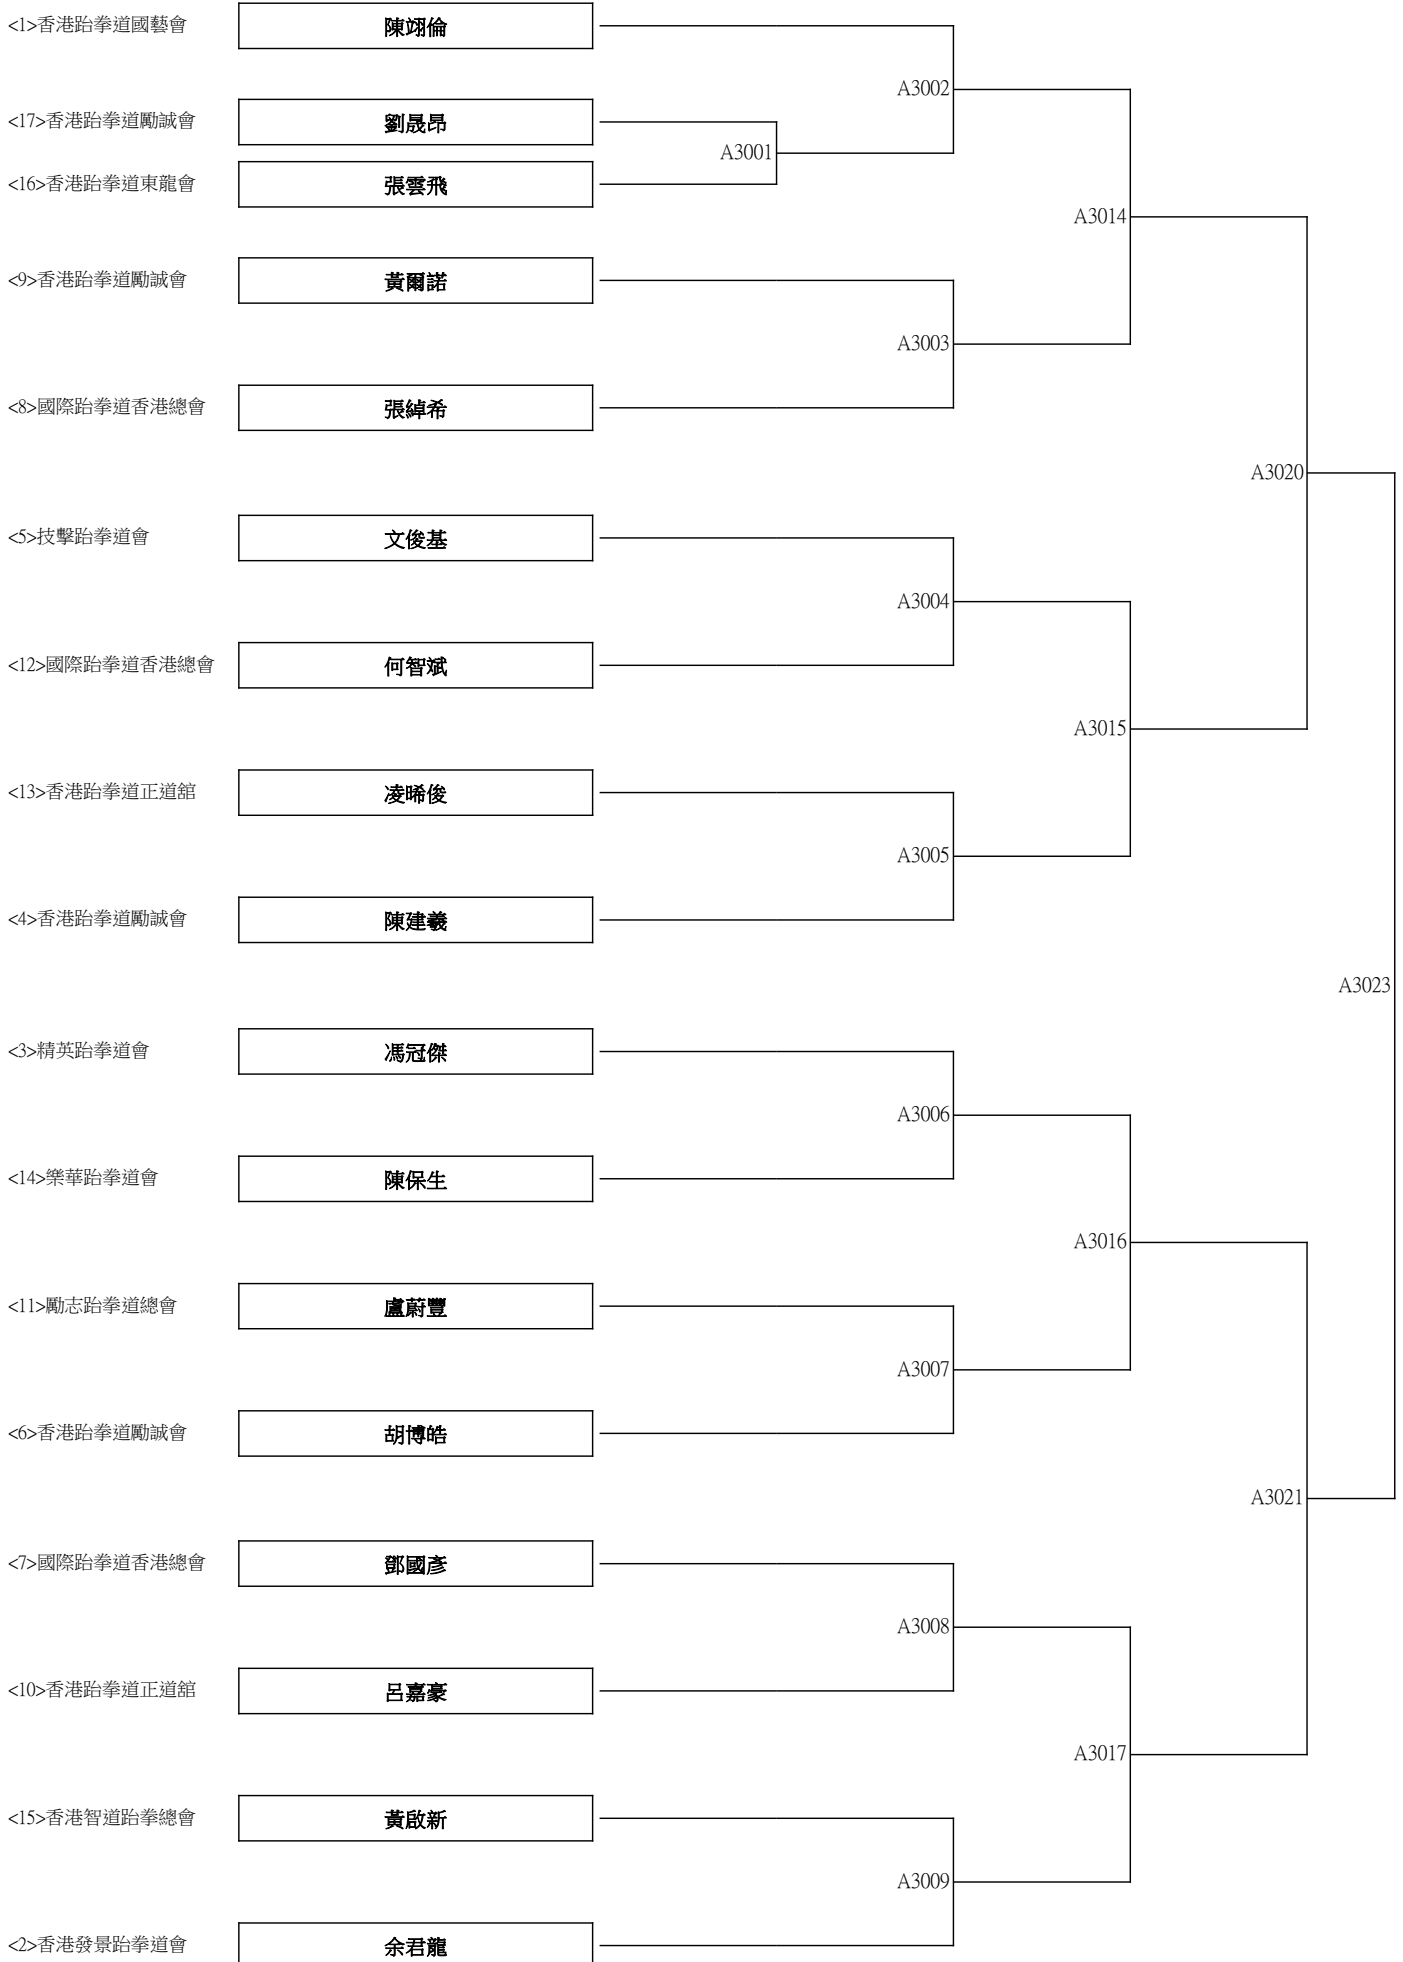 <1>香港跆拳道國藝會 陳翊倫
A3002
<17>香港跆拳道勵誠會 劉晟昂
A3001
<16>香港跆拳道東龍會 張雲飛
A3014
<9>香港跆拳道勵誠會 黃爾諾
A3003
<8>國際跆拳道香港總會 張綽希
A3020
<5>技擊跆拳道會 文俊基
A3004
<12>國際跆拳道香港總會 何智斌
A3015
<13>香港跆拳道正道舘 凌晞俊
A3005
<4>香港跆拳道勵誠會 陳建羲
A3023
<3>精英跆拳道會 馮冠傑
A3006
<14>樂華跆拳道會 陳保生
A3016
<11>勵志跆拳道總會 盧蔚豐
A3007
<6>香港跆拳道勵誠會 胡博皓
A3021
<7>國際跆拳道香港總會 鄧國彥
A3008
<10>香港跆拳道正道舘 呂嘉豪
A3017
<15>香港智道跆拳總會 黃啟新
A3009
<2>香港發景跆拳道會 余君龍